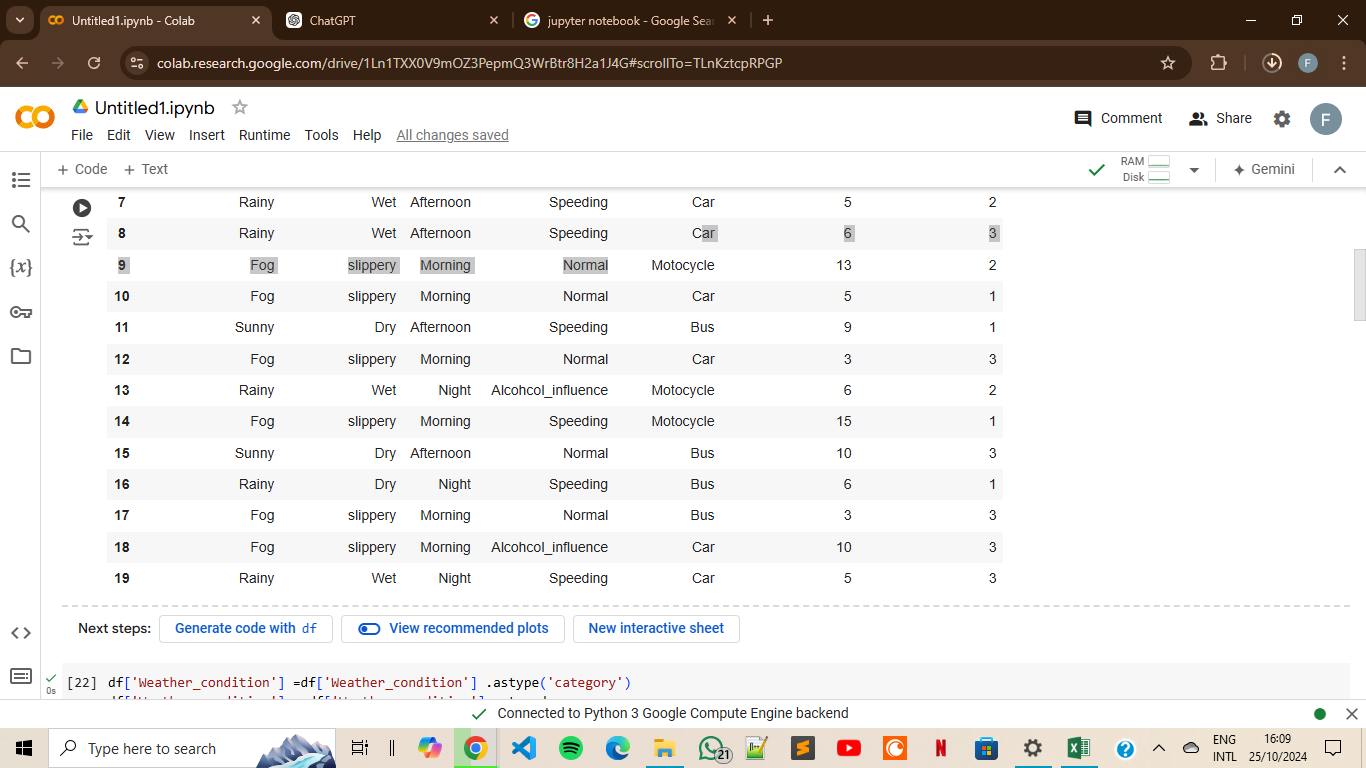 Untitled1.ipynb - Colab
ChatGPT
jupyter notebook - Google Sear
colab.research.google.com/drive/1Ln1TXX0V9mOZ3PepmQ3WrBtr8H2a1J4G#scrollTo=TLnKztcpRPGP
F
Untitled1.ipynb
File Edit View Insert Runtime Tools Help All changes saved
Comment Share F
+ Code + Text
RAM
Disk
Gemini
7 Rainy Wet Afternoon Speeding Car 5 2
8 Rainy Wet Afternoon Speeding Car 6 3
9 Fog slippery Morning Normal Motocycle 13 2
10 Fog slippery Morning Normal Car 5 1
11 Sunny Dry Afternoon Speeding Bus 9 1
12 Fog slippery Morning Normal Car 3 3
13 Rainy Wet Night Alcohcol_influence Motocycle 6 2
14 Fog slippery Morning Speeding Motocycle 15 1
15 Sunny Dry Afternoon Normal Bus 10 3
16 Rainy Dry Night Speeding Bus 6 1
17 Fog slippery Morning Normal Bus 3 3
18 Fog slippery Morning Alcohcol_influence Car 10 3
19 Rainy Wet Night Speeding Car 5 3
Next steps: Generate code with df View recommended plots New interactive sheet
0s
[22] df['Weather_condition'] =df['Weather_condition'] .astype('category')
Connected to Python 3 Google Compute Engine backend
Type here to search
21
ENG
INTL
16:09
25/10/2024